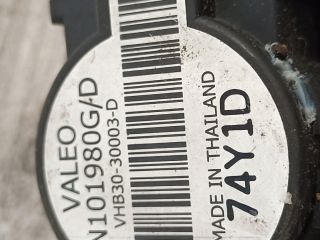 VALEO
N101980G/D
VHB30-30003-D
MADE IN THAILAND
74Y1D